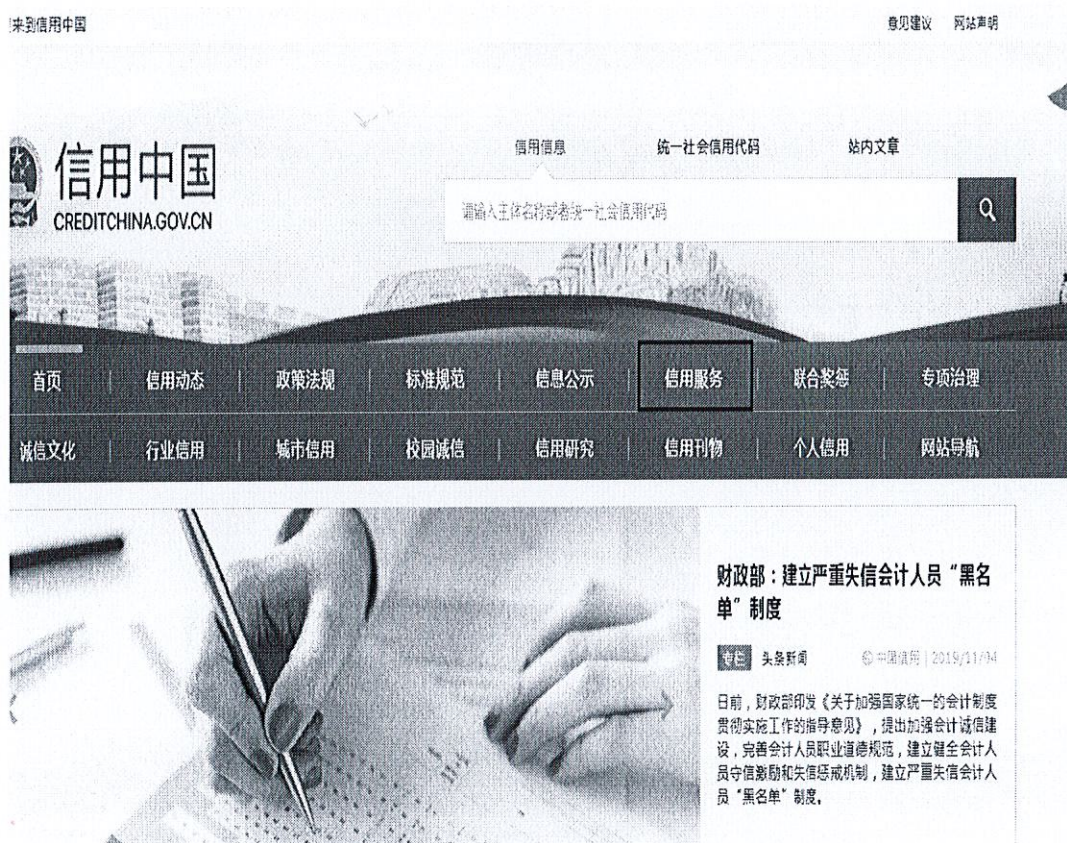 来到信用中国
意见建议 网站声明
信用中国
CREDITCHINA.GOV.CN
信用信息 统一社会信用代码 站内文章
请输入主体名称或者统一社会信用代码
首页 信用动态 政策法规 标准规范 信息公示 信用服务 联合奖惩 专项治理
诚信文化 行业信用 城市信用 校园诚信 信用研究 信用刊物 个人信用 网站导航
财政部：建立严重失信会计人员“黑名
单”制度
专栏 头条新闻 © 中国信用 | 2019/11/04
日前，财政部印发《关于加强国家统一的会计制度
贯彻实施工作的指导意见》，提出加强会计诚信建
设，完善会计人员职业道德规范，建立健全会计人
员守信激励和失信惩戒机制，建立严重失信会计人
员“黑名单”制度。